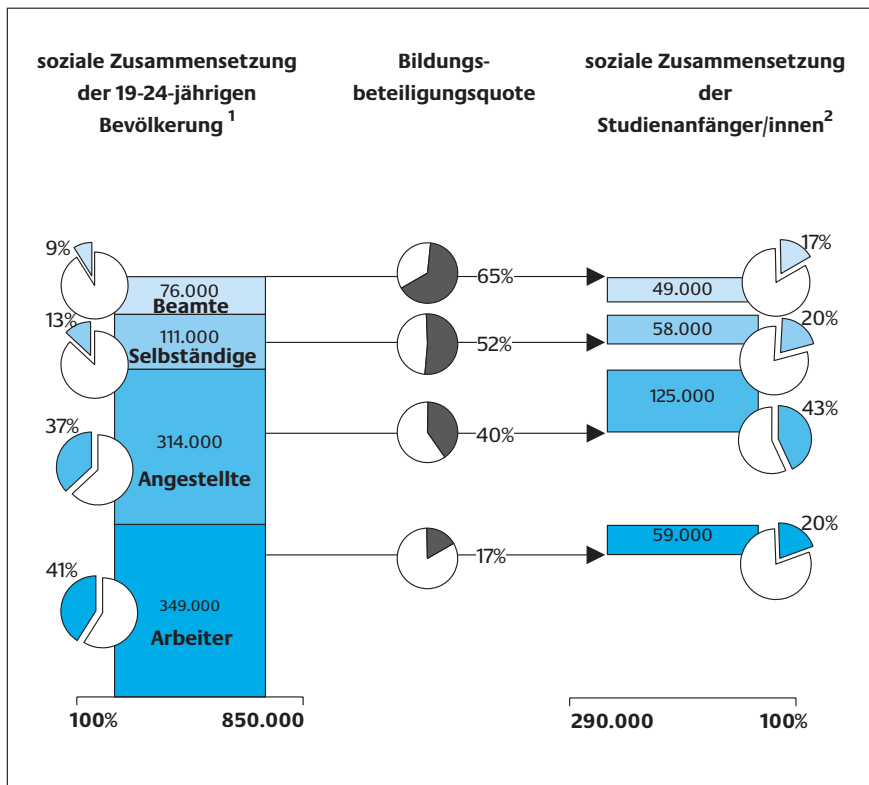 soziale Zusammensetzung
der 19-24-jährigen
Bevölkerung 1
Bildungs-
beteiligungsquote
soziale Zusammensetzung
der
Studienanfänger/innen2
9%
76.000
Beamte
65%
49.000
17%
13%
111.000
Selbständige
52%
58.000
20%
37%
314.000
Angestellte
40%
125.000
43%
41%
349.000
Arbeiter
17%
59.000
20%
100%
850.000
290.000
100%